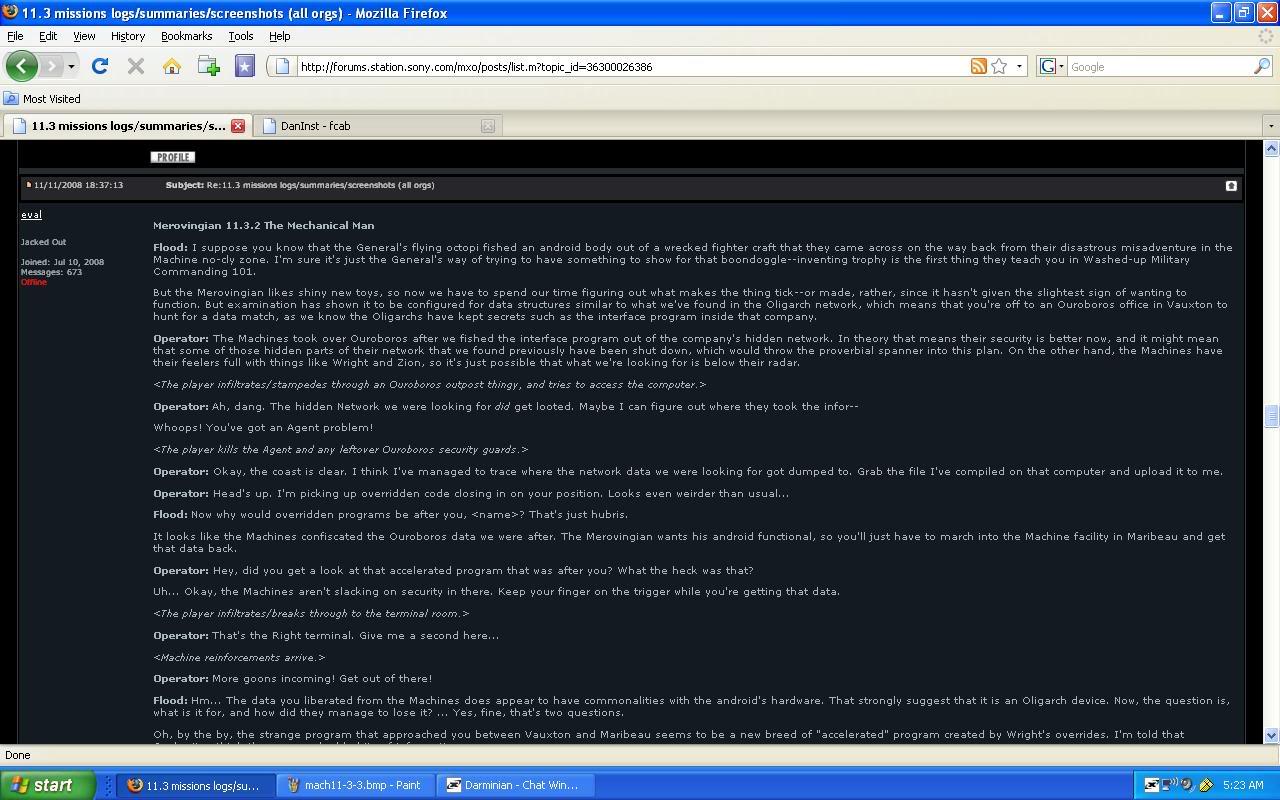 11.3 missions logs/summaries/screenshots (all orgs) - Mozilla Firefox
File Edit View History Bookmarks Tools Help
http://forums.station.sony.com/mxo/posts/list.m?topic_id=36300026386
Google
Most Visited
11.3 missions logs/summaries/s...
DanInst - fcab
PROFILE
11/11/2008 18:37:13
Subject: Re:11.3 missions logs/summaries/screenshots (all orgs)
eval
Jacked Out
Joined: Jul 10, 2008
Messages: 673
Offline
Merovingian 11.3.2 The Mechanical Man
Flood: I suppose you know that the General's flying octopi fished an android body out of a wrecked fighter craft that they came across on the way back from their disastrous misadventure in the
Machine no-cly zone. I'm sure it's just the General's way of trying to have something to show for that boondoggle--inventing trophy is the first thing they teach you in Washed-up Military
Commanding 101.
But the Merovingian likes shiny new toys, so now we have to spend our time figuring out what makes the thing tick--or made, rather, since it hasn't given the slightest sign of wanting to
function. But examination has shown it to be configured for data structures similar to what we've found in the Oligarch network, which means that you're off to an Ouroboros office in Vauxton to
hunt for a data match, as we know the Oligarchs have kept secrets such as the interface program inside that company.
Operator: The Machines took over Ouroboros after we fished the interface program out of the company's hidden network. In theory that means their security is better now, and it might mean
that some of those hidden parts of their network that we found previously have been shut down, which would throw the proverbial spanner into this plan. On the other hand, the Machines have
their feelers full with things like Wright and Zion, so it's just possible that what we're looking for is below their radar.
<The player infiltrates/stampedes through an Ouroboros outpost thingy, and tries to access the computer.>
Operator: Ah, dang. The hidden Network we were looking for did get looted. Maybe I can figure out where they took the infor--
Whoops! You've got an Agent problem!
<The player kills the Agent and any leftover Ouroboros security guards.>
Operator: Okay, the coast is clear. I think I've managed to trace where the network data we were looking for got dumped to. Grab the file I've compiled on that computer and upload it to me.
Operator: Head's up. I'm picking up overridden code closing in on your position. Looks even weirder than usual...
Flood: Now why would overridden programs be after you, <name>? That's just hubris.
It looks like the Machines confiscated the Ouroboros data we were after. The Merovingian wants his android functional, so you'll just have to march into the Machine facility in Maribeau and get
that data back.
Operator: Hey, did you get a look at that accelerated program that was after you? What the heck was that?
Uh... Okay, the Machines aren't slacking on security in there. Keep your finger on the trigger while you're getting that data.
<The player infiltrates/breaks through to the terminal room.>
Operator: That's the Right terminal. Give me a second here...
<Machine reinforcements arrive.>
Operator: More goons incoming! Get out of there!
Flood: Hm... The data you liberated from the Machines does appear to have commonalities with the android's hardware. That strongly suggest that it is an Oligarch device. Now, the question is,
what is it for, and how did they manage to lose it? ... Yes, fine, that's two questions.
Oh, by the by, the strange program that approached you between Vauxton and Maribeau seems to be a new breed of "accelerated" program created by Wright's overrides. I'm told that
Done
start
11.3 missions logs/su...
mach11-3-3.bmp - Paint
Darminian - Chat Win...
5:23 AM